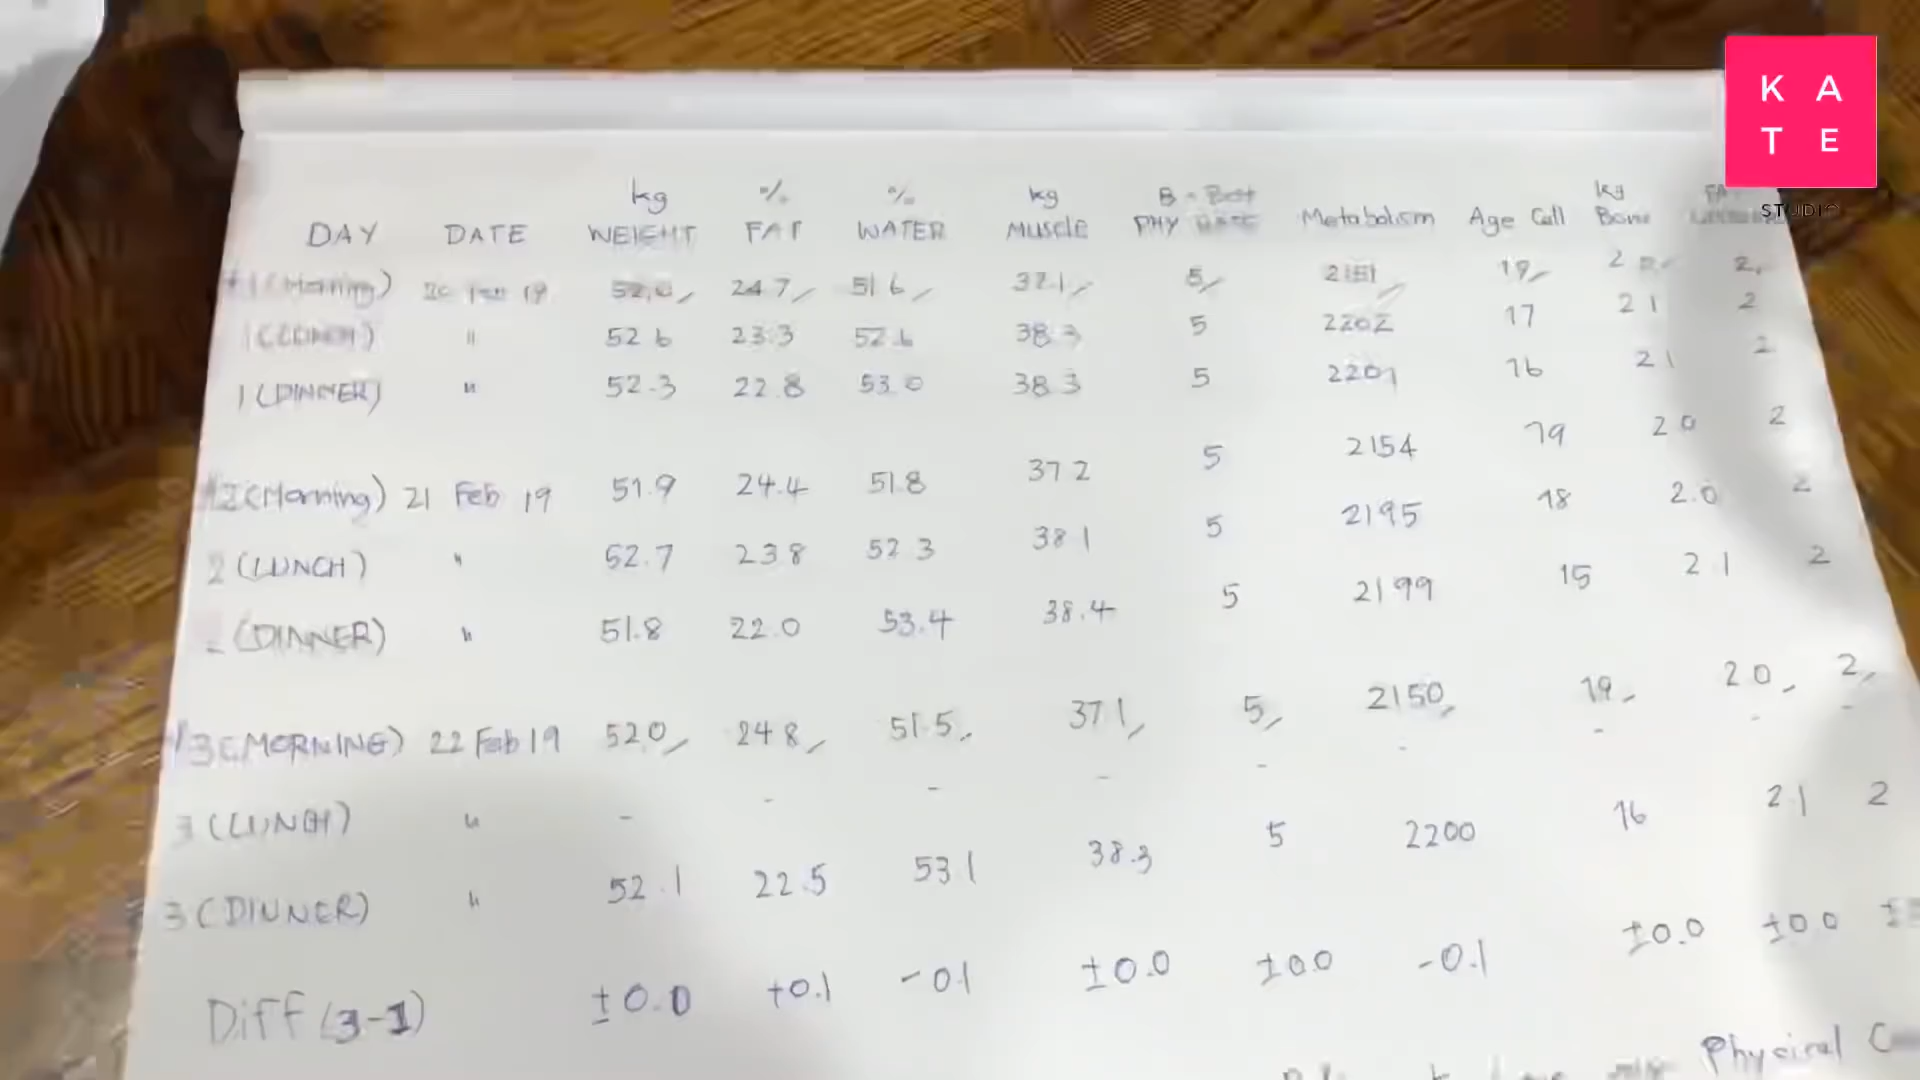 K A
T E
STUDIO
kg % % kg B - Best kg
DAY DATE WEIGHT FAT WATER MUSCLE PHY Metabolism Age Cell Bone
#1 (Morning) 19 52.0 24.7 51.6 37.1 5 2151 19 2 2
1 (LUNCH) " 52.6 23.3 52.6 38.3 5 2202 17 2.1 2
1 (DINNER) " 52.3 22.8 53.0 38.3 5 2201 16 2.1 2
#2 (Morning) 21 Feb 19 51.9 24.4 51.8 37.2 5 2154 19 2.0 2
2 (LUNCH) " 52.7 23.8 52.3 38.1 5 2195 18 2.0 2
2 (DINNER) " 51.8 22.0 53.4 38.4 5 2199 15 2.1 2
#3 (MORNING) 22 Feb 19 52.0 24.8 51.5 37.1 5 2150 19 2.0 2
3 (LUNCH) " - - - - - - - - -
3 (DINNER) " 52.1 22.5 53.1 38.3 5 2200 16 2.1 2
Diff (3-1) ±0.0 +0.1 -0.1 ±0.0 ±0.0 -0.1 ±0.0 ±0.0
Physical